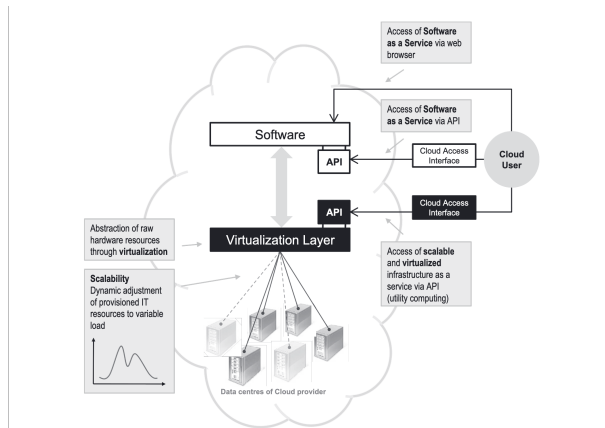 Access of Software
as a Service via web
browser
Access of Software
as a Service via API
Software
API
Cloud Access
Interface
Cloud
User
API
Cloud Access
Interface
Abstraction of raw
hardware resources
through virtualization
Virtualization Layer
Access of scalable
and virtualized
infrastructure as a
service via API
(utility computing)
Scalability
Dynamic adjustment
of provisioned IT
resources to variable
load
Data centres of Cloud provider